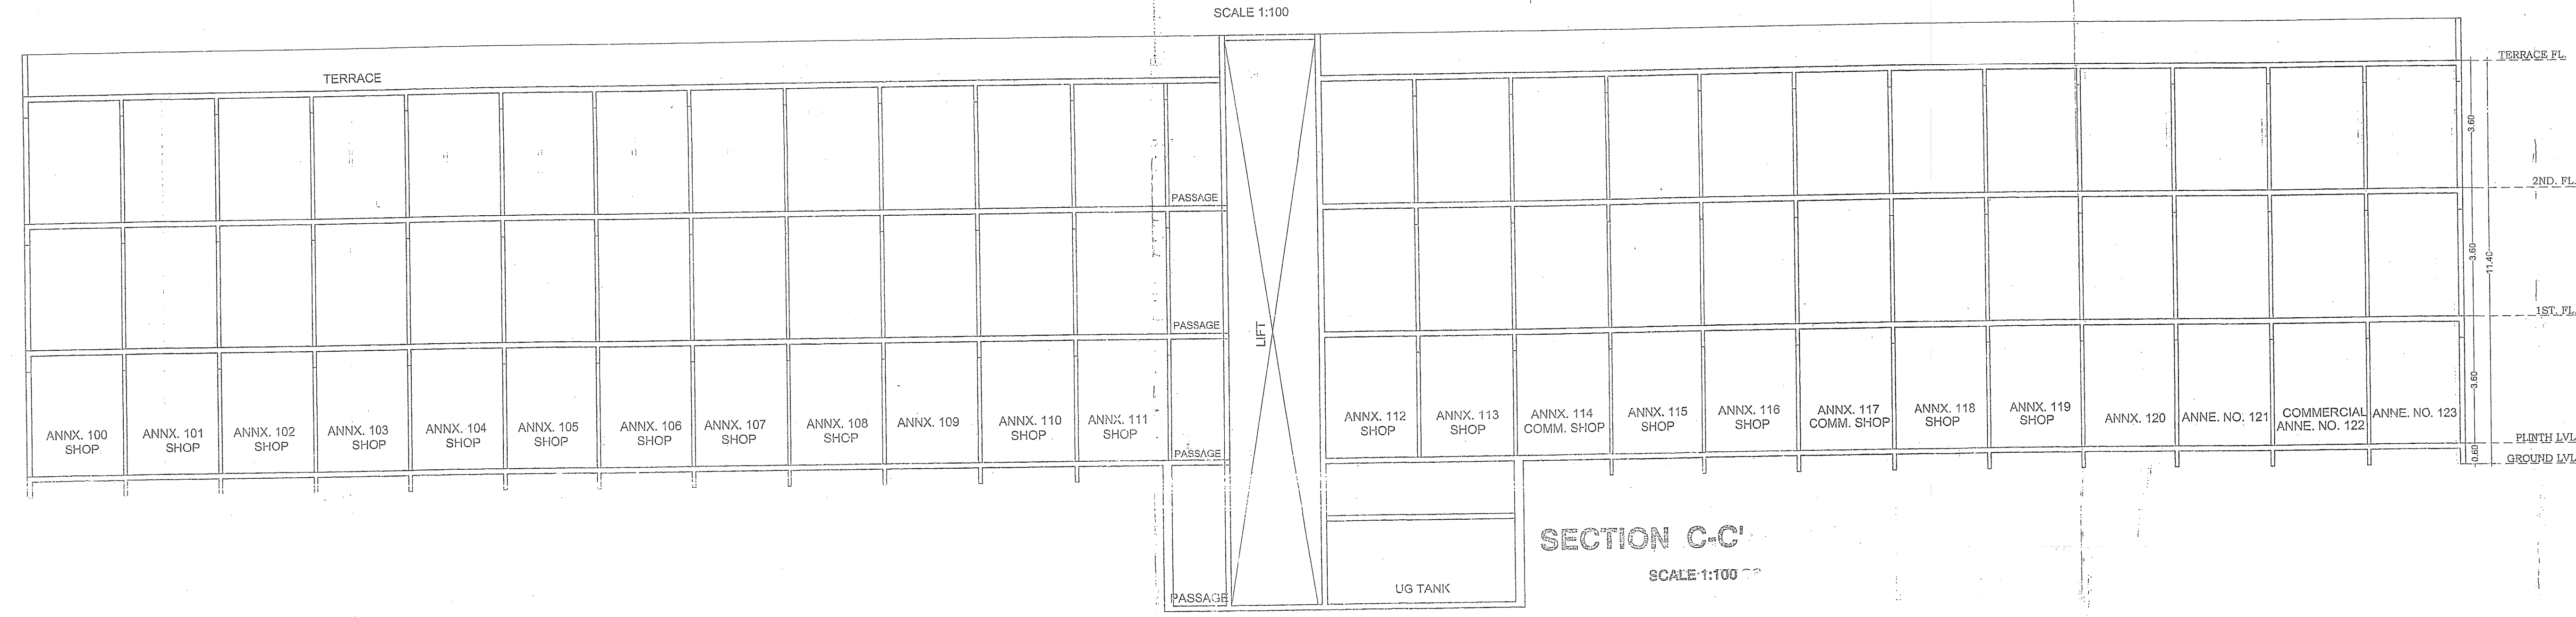 SCALE 1:100
TERRACE
TERRACE FL.
3.60
2ND. FL.
PASSAGE
3.60
11.40
1ST. FL.
PASSAGE
LIFT
3.60
ANNX. 100
SHOP
ANNX. 101
SHOP
ANNX. 102
SHOP
ANNX. 103
SHOP
ANNX. 104
SHOP
ANNX. 105
SHOP
ANNX. 106
SHOP
ANNX. 107
SHOP
ANNX. 108
SHOP
ANNX. 109
ANNX. 110
SHOP
ANNX. 111
SHOP
PASSAGE
ANNX. 112
SHOP
ANNX. 113
SHOP
ANNX. 114
COMM. SHOP
ANNX. 115
SHOP
ANNX. 116
SHOP
ANNX. 117
COMM. SHOP
ANNX. 118
SHOP
ANNX. 119
SHOP
ANNX. 120
ANNE. NO. 121
COMMERCIAL
ANNE. NO. 122
ANNE. NO. 123
PLINTH LVL
0.60
GROUND LVL
PASSAGE
UG TANK
SECTION C-C'
SCALE 1:100